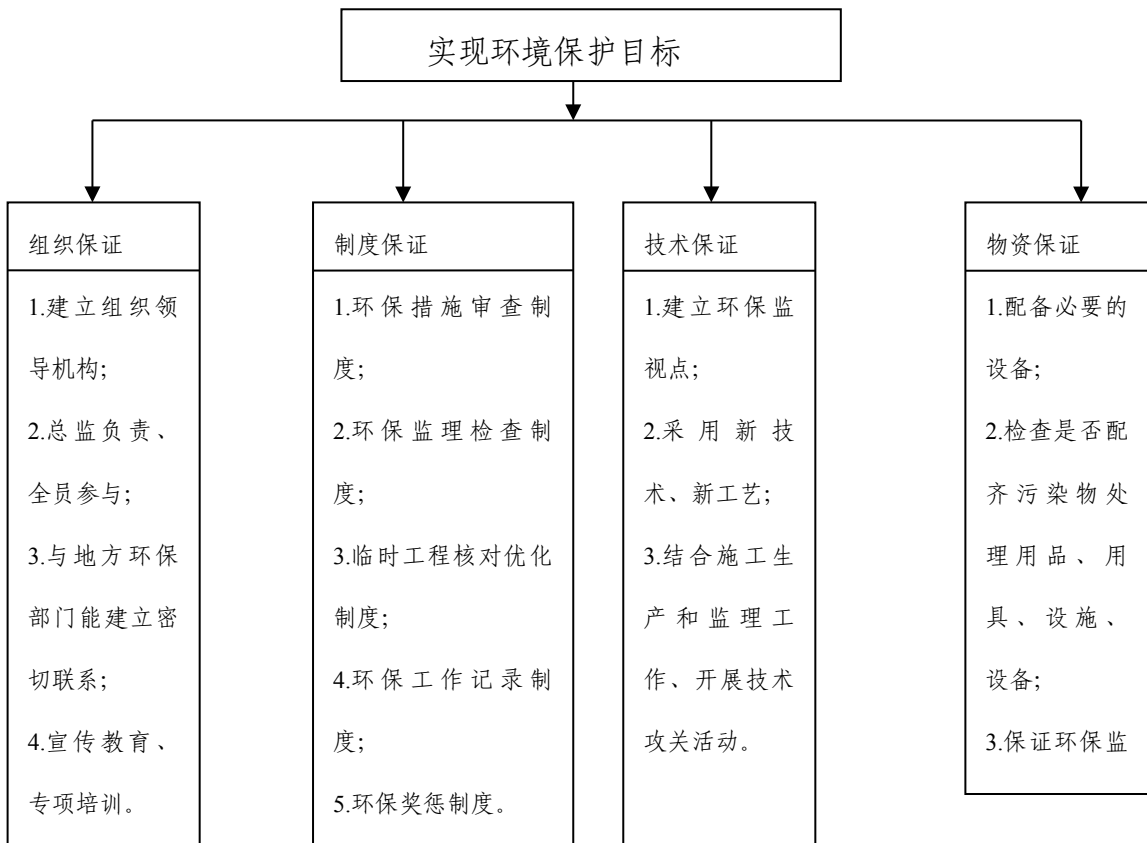 实现环境保护目标
组织保证
1.建立组织领
导机构;
2.总监负责、
全员参与;
3.与地方环保
部门能建立密
切联系;
4.宣传教育、
专项培训。
制度保证
1.环保措施审查制
度;
2.环保监理检查制
度;
3.临时工程核对优化
制度;
4.环保工作记录制
度;
5.环保奖惩制度。
技术保证
1.建立环保监
视点;
2.采用新技
术、新工艺;
3.结合施工生
产和监理工
作、开展技术
攻关活动。
物资保证
1.配备必要的
设备;
2.检查是否配
齐污染物处
理用品、用
具、设施、
设备;
3.保证环保监